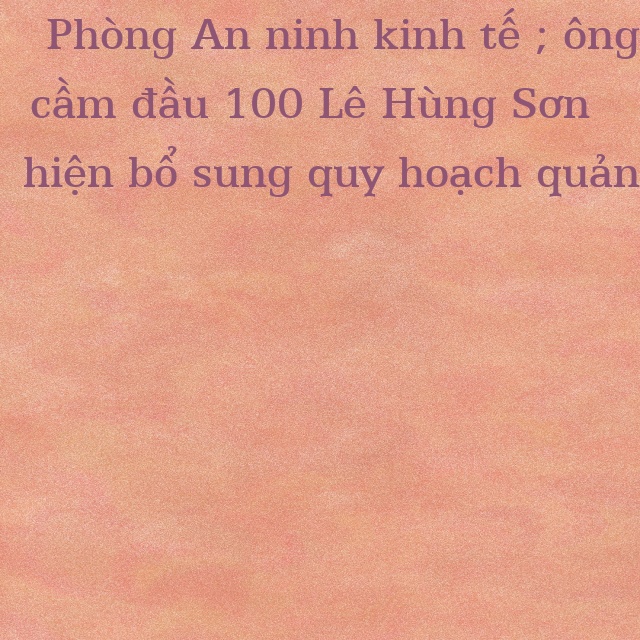 Phòng An ninh kinh tế ; ông
cầm đầu 100 Lê Hùng Sơn
hiện bổ sung quy hoạch quản